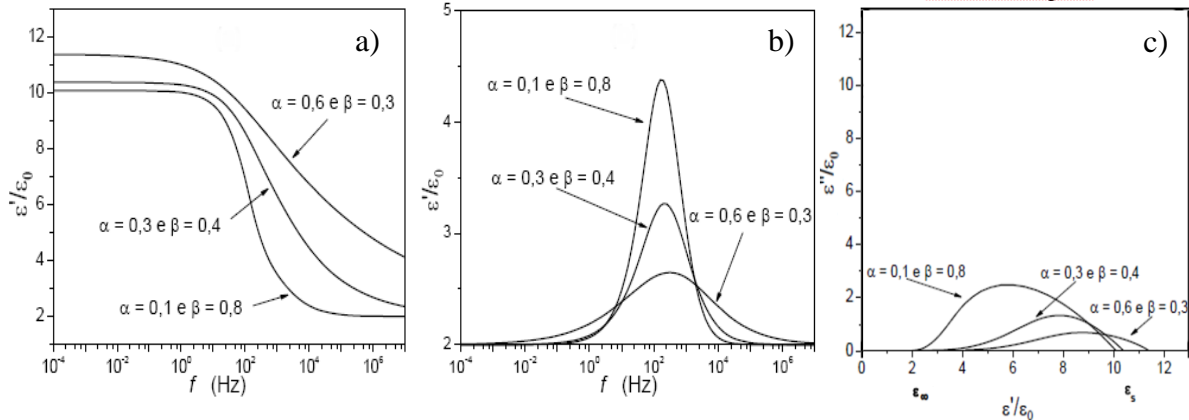 a)
12
10
8
6
4
2
ε'/ε₀
α = 0,6 e β = 0,3
α = 0,3 e β = 0,4
α = 0,1 e β = 0,8
10⁻⁴ 10⁻² 10⁰ 10² 10⁴ 10⁶
f (Hz)
b)
5
4
3
2
ε'/ε₀
α = 0,1 e β = 0,8
α = 0,3 e β = 0,4
α = 0,6 e β = 0,3
10⁻⁴ 10⁻² 10⁰ 10² 10⁴ 10⁶
f (Hz)
c)
12
10
8
6
4
2
0
ε''/ε₀
α = 0,1 e β = 0,8
α = 0,3 e β = 0,4
α = 0,6 e β = 0,3
0 2 4 6 8 10 12
ε∞ ε'/ε₀ εₛ